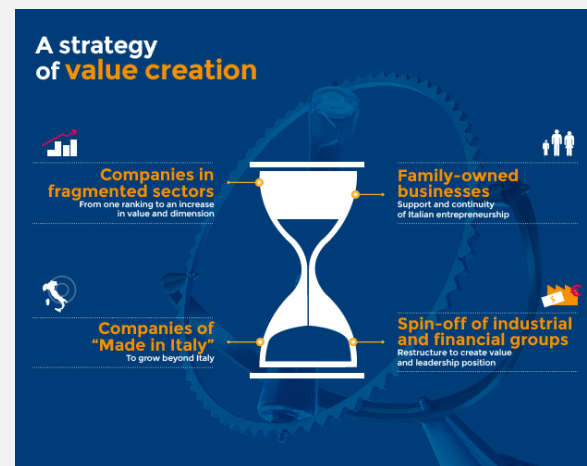 A strategy
of value creation
Companies in
fragmented sectors
From one ranking to an increase
in value and dimension
Family-owned
businesses
Support and continuity
of Italian entrepreneurship
Companies of
“Made in Italy”
To grow beyond Italy
Spin-off of industrial
and financial groups
Restructure to create value
and leadership position